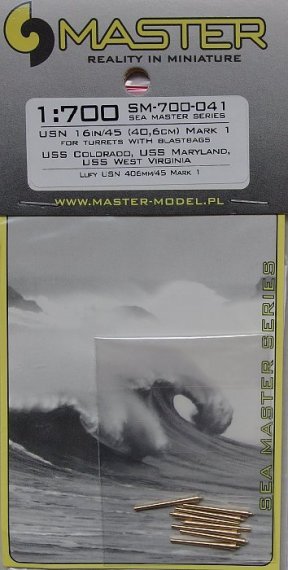 MASTER
REALITY IN MINIATURE
1:700 SM-700-041
SEA MASTER SERIES
USN 16in/45 (40,6cm) Mark 1
for turrets with blastbags
USS Colorado, USS Maryland,
USS West Virginia
Lufy USN 406mm/45 Mark 1
www.master-model.pl
SEA MASTER SERIES